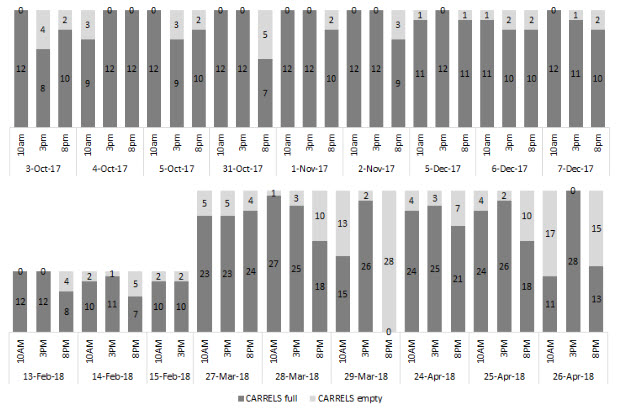 0 4 2 3 0 0 0 3 2 0 0 5 0 0 2 0 0 3 1 0 1 1 2 2 0 1 2
12 8 10 9 12 12 12 9 10 12 12 7 12 12 10 12 12 9 11 12 11 11 10 10 12 11 10
10am 3pm 8pm 10am 3pm 8pm 10am 3pm 8pm 10am 3pm 8pm 10am 3pm 8pm 10am 3pm 8pm 10am 3pm 8pm 10am 3pm 8pm 10am 3pm 8pm
3-Oct-17 4-Oct-17 5-Oct-17 31-Oct-17 1-Nov-17 2-Nov-17 5-Dec-17 6-Dec-17 7-Dec-17
0 0 4 2 1 5 2 2 5 5 4 1 3 10 13 2 28 4 3 7 4 2 10 17 0 15
12 12 8 10 11 7 10 10 23 23 24 27 25 18 15 26 0 24 25 21 24 26 18 11 28 13
10AM 3PM 8PM 10AM 3PM 8PM 10AM 3PM 10AM 3PM 8PM 10AM 3PM 8PM 10AM 3PM 8PM 10AM 3PM 8PM 10AM 3PM 8PM 10AM 3PM 8PM
13-Feb-18 14-Feb-18 15-Feb-18 27-Mar-18 28-Mar-18 29-Mar-18 24-Apr-18 25-Apr-18 26-Apr-18
CARRELS full CARRELS empty